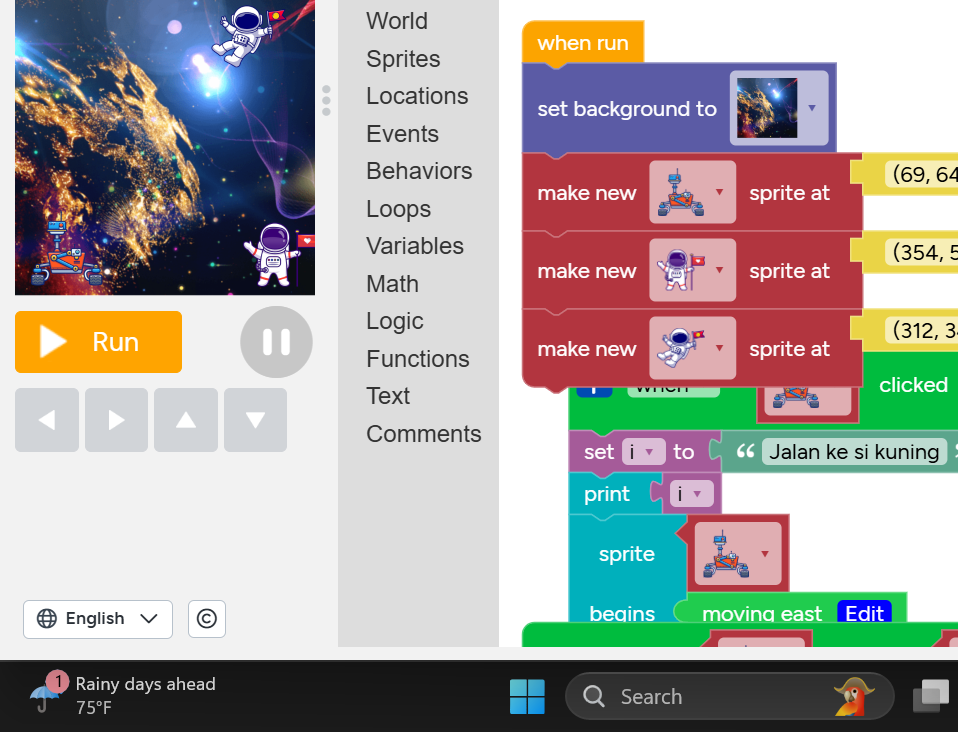 World
Sprites
Locations
Events
Behaviors
Loops
Variables
Math
Logic
Functions
Text
Comments
when run
set background to
make new sprite at (69, 64
make new sprite at (354, 5
make new sprite at (312, 34
when clicked
set i to “ Jalan ke si kuning
print i
sprite
begins moving east Edit
Run
English
©
1
Rainy days ahead
75°F
Search